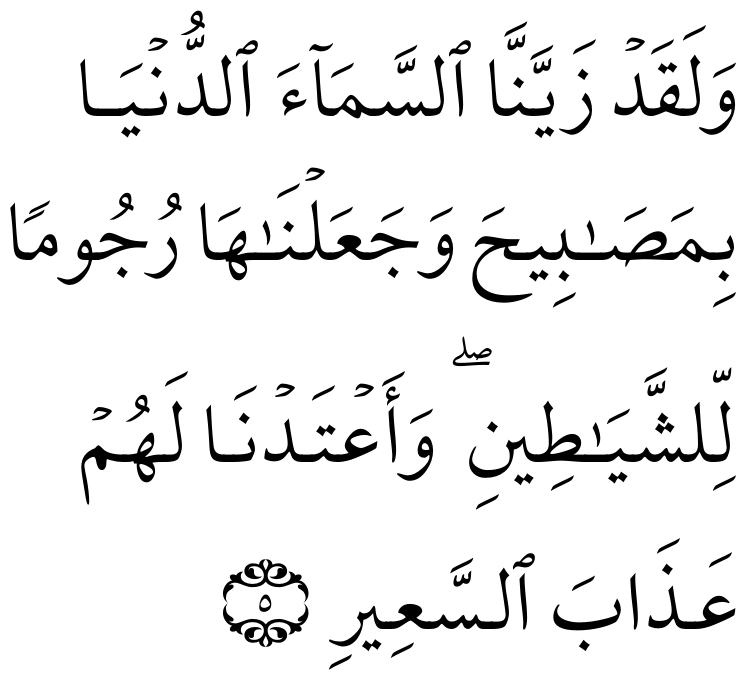 وَلَقَدۡ زَيَّنَّا ٱلسَّمَآءَ ٱلدُّنۡيَا
بِمَصَٰبِيحَ وَجَعَلۡنَٰهَا رُجُومًا
لِّلشَّيَٰطِينِۖ وَأَعۡتَدۡنَا لَهُمۡ
عَذَابَ ٱلسَّعِيرِ ٥